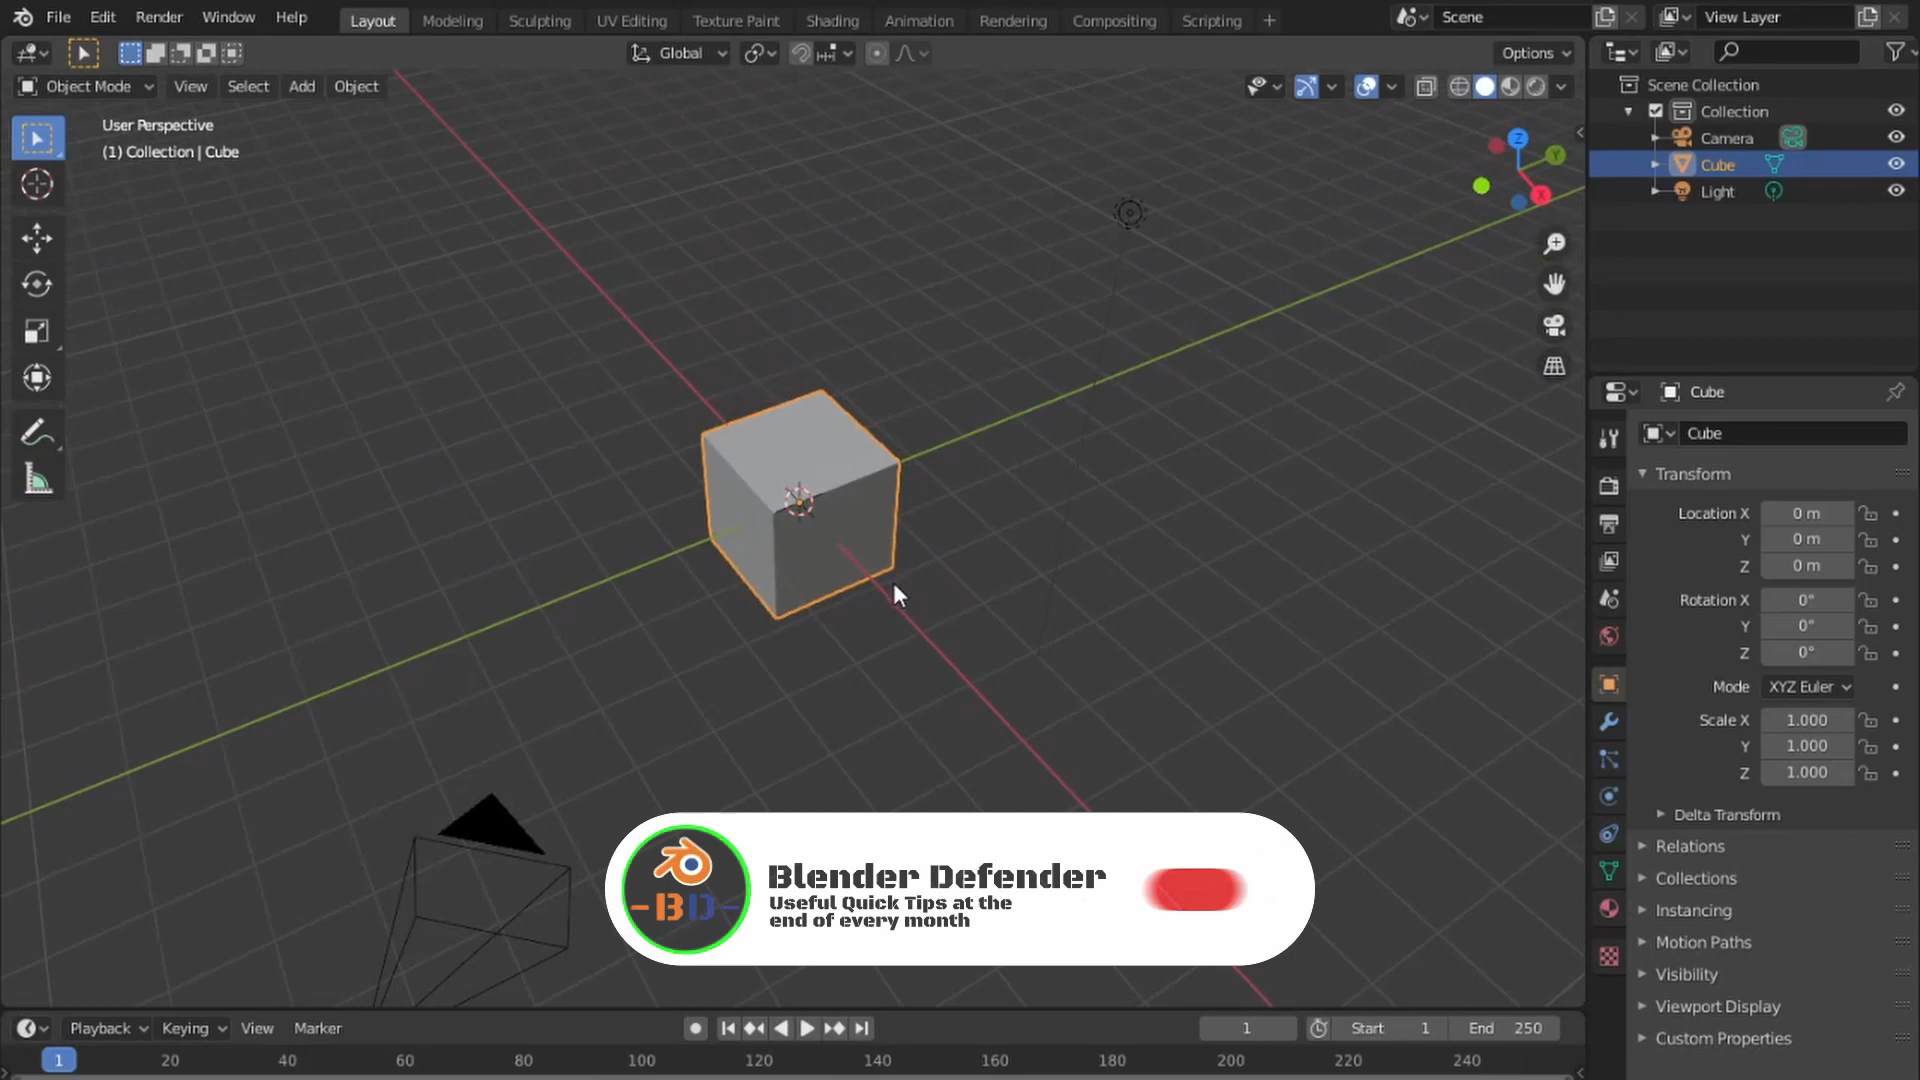 File Edit Render Window Help Layout Modeling Sculpting UV Editing Texture Paint Shading Animation Rendering Compositing Scripting + Scene View Layer
Global Options
Object Mode View Select Add Object
User Perspective
(1) Collection | Cube
Z
Y
X
Scene Collection
Collection
Camera
Cube
Light
Cube
Cube
Transform
Location X 0 m
Y 0 m
Z 0 m
Rotation X 0°
Y 0°
Z 0°
Mode XYZ Euler
Scale X 1.000
Y 1.000
Z 1.000
Delta Transform
Relations
Collections
Instancing
Motion Paths
Visibility
Viewport Display
Custom Properties
-BD-
Blender Defender
Useful Quick Tips at the
end of every month
Playback Keying View Marker 1 Start 1 End 250
1 20 40 60 80 100 120 140 160 180 200 220 240